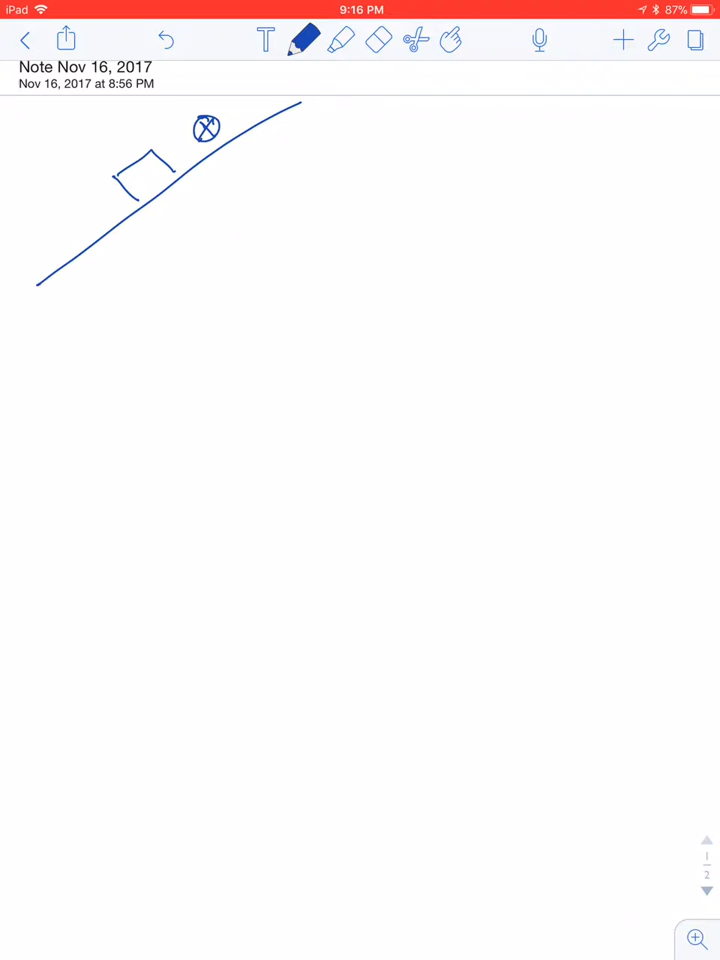 iPad 9:16 PM 87%
T
Note Nov 16, 2017
Nov 16, 2017 at 8:56 PM
X
1
2